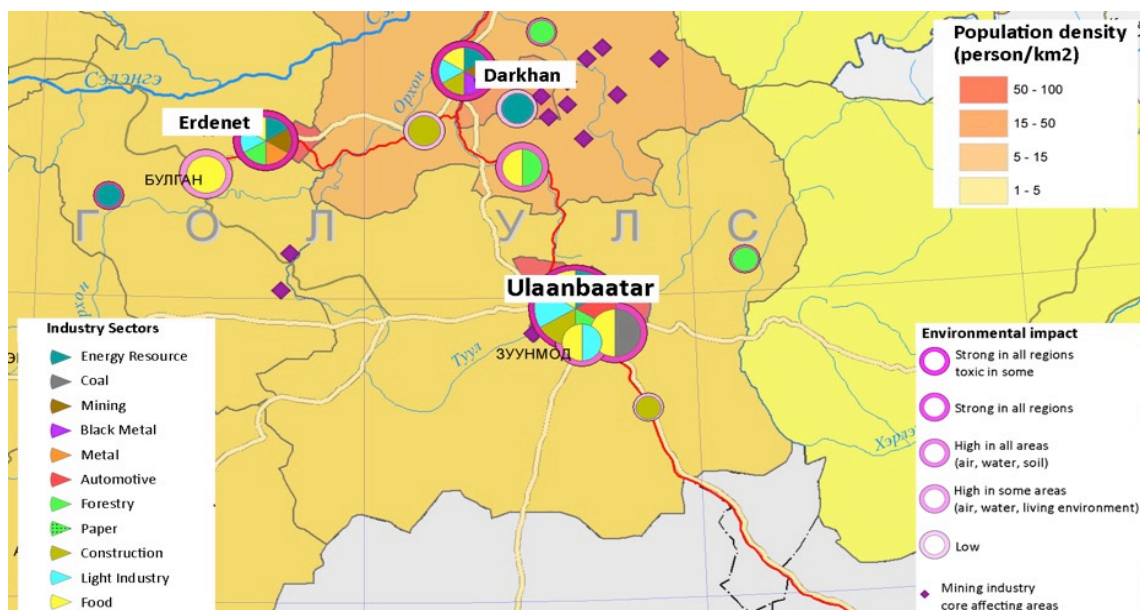 Сэлэнгэ
Орхон
Darkhan
Erdenet
БУЛГАН
Г О Л У Л С
Ulaanbaatar
ЗУУНМОД
Туул
Population density
(person/km2)
50 - 100
15 - 50
5 - 15
1 - 5
Industry Sectors
Energy Resource
Coal
Mining
Black Metal
Metal
Automotive
Forestry
Paper
Construction
Light Industry
Food
Environmental impact
Strong in all regions
toxic in some
Strong in all regions
High in all areas
(air, water, soil)
High in some areas
(air, water, living environment)
Low
Mining industry
core affecting areas